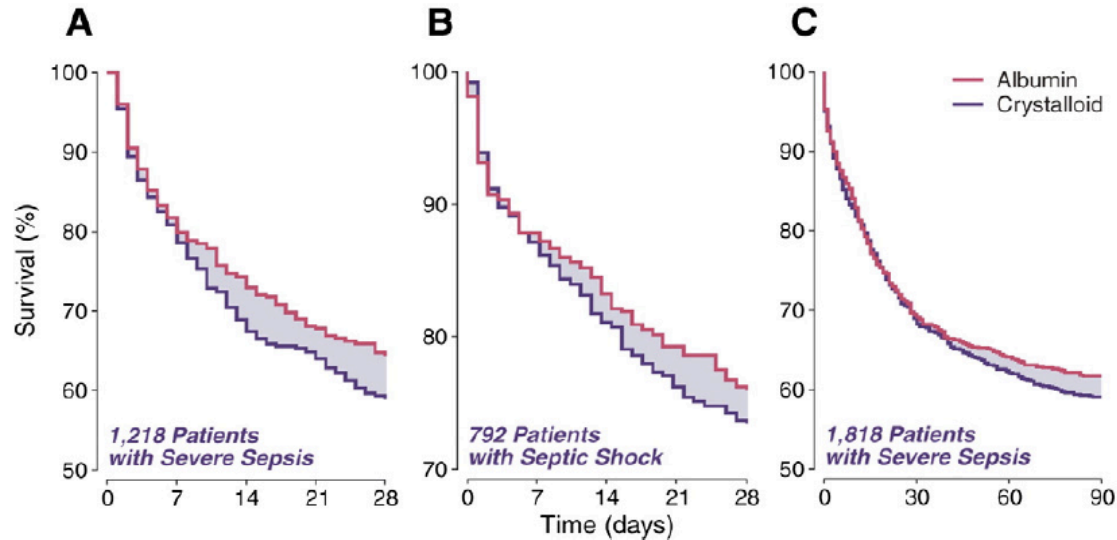 A
B
C
Survival (%)
100
90
80
70
60
50
1,218 Patients
with Severe Sepsis
0
7
14
21
28
100
90
80
70
792 Patients
with Septic Shock
0
7
14
21
28
Time (days)
100
90
80
70
60
50
Albumin
Crystalloid
1,818 Patients
with Severe Sepsis
0
30
60
90